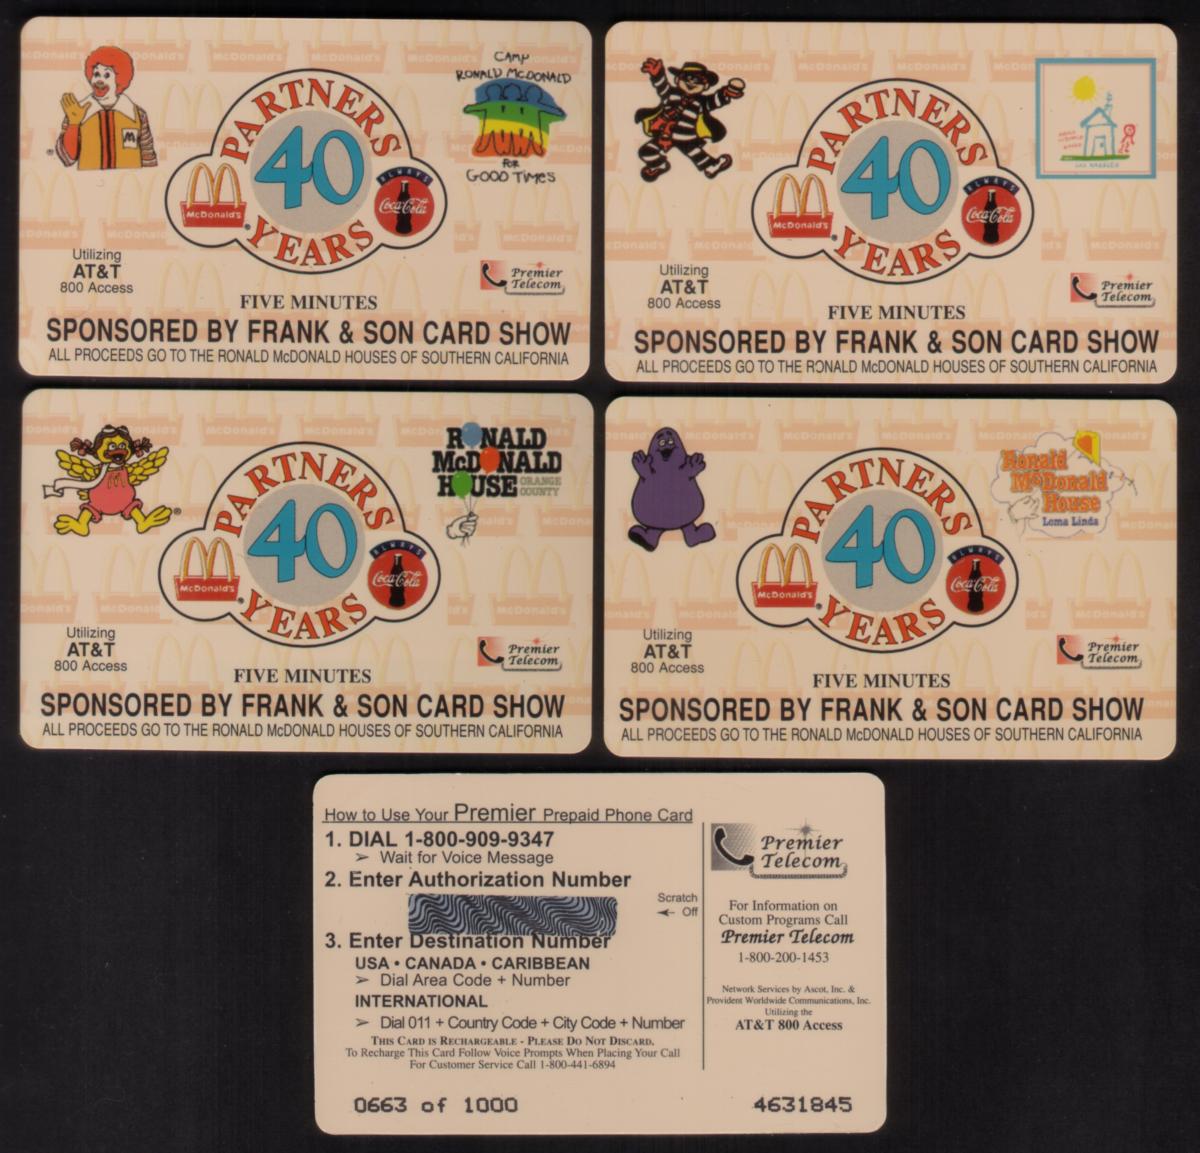 CAMP
RONALD MCDONALD
FOR
GOOD TIMES
PARTNERS
40
YEARS
McDonald's
ALWAYS
Coca-Cola
Utilizing
AT&T
800 Access
Premier
Telecom
FIVE MINUTES
SPONSORED BY FRANK & SON CARD SHOW
ALL PROCEEDS GO TO THE RONALD McDONALD HOUSES OF SOUTHERN CALIFORNIA
PARTNERS
40
YEARS
McDonald's
ALWAYS
Coca-Cola
LOS ANGELES
Utilizing
AT&T
800 Access
Premier
Telecom
FIVE MINUTES
SPONSORED BY FRANK & SON CARD SHOW
ALL PROCEEDS GO TO THE RONALD McDONALD HOUSES OF SOUTHERN CALIFORNIA
RONALD
McDONALD
HOUSE
ORANGE
COUNTY
PARTNERS
40
YEARS
McDonald's
ALWAYS
Coca-Cola
Utilizing
AT&T
800 Access
Premier
Telecom
FIVE MINUTES
SPONSORED BY FRANK & SON CARD SHOW
ALL PROCEEDS GO TO THE RONALD McDONALD HOUSES OF SOUTHERN CALIFORNIA
Ronald
McDonald
House
Loma Linda
PARTNERS
40
YEARS
McDonald's
ALWAYS
Coca-Cola
Utilizing
AT&T
800 Access
Premier
Telecom
FIVE MINUTES
SPONSORED BY FRANK & SON CARD SHOW
ALL PROCEEDS GO TO THE RONALD McDONALD HOUSES OF SOUTHERN CALIFORNIA
How to Use Your Premier Prepaid Phone Card
1. DIAL 1-800-909-9347
➢ Wait for Voice Message
2. Enter Authorization Number
Scratch
← Off
3. Enter Destination Number
USA • CANADA • CARIBBEAN
➢ Dial Area Code + Number
INTERNATIONAL
➢ Dial 011 + Country Code + City Code + Number
THIS CARD IS RECHARGEABLE - PLEASE DO NOT DISCARD.
To Recharge This Card Follow Voice Prompts When Placing Your Call
For Customer Service Call 1-800-441-6894
0663 of 1000
4631845
Premier
Telecom
For Information on
Custom Programs Call
Premier Telecom
1-800-200-1453
Network Services by Ascot, Inc. &
Provident Worldwide Communications, Inc.
Utilizing the
AT&T 800 Access